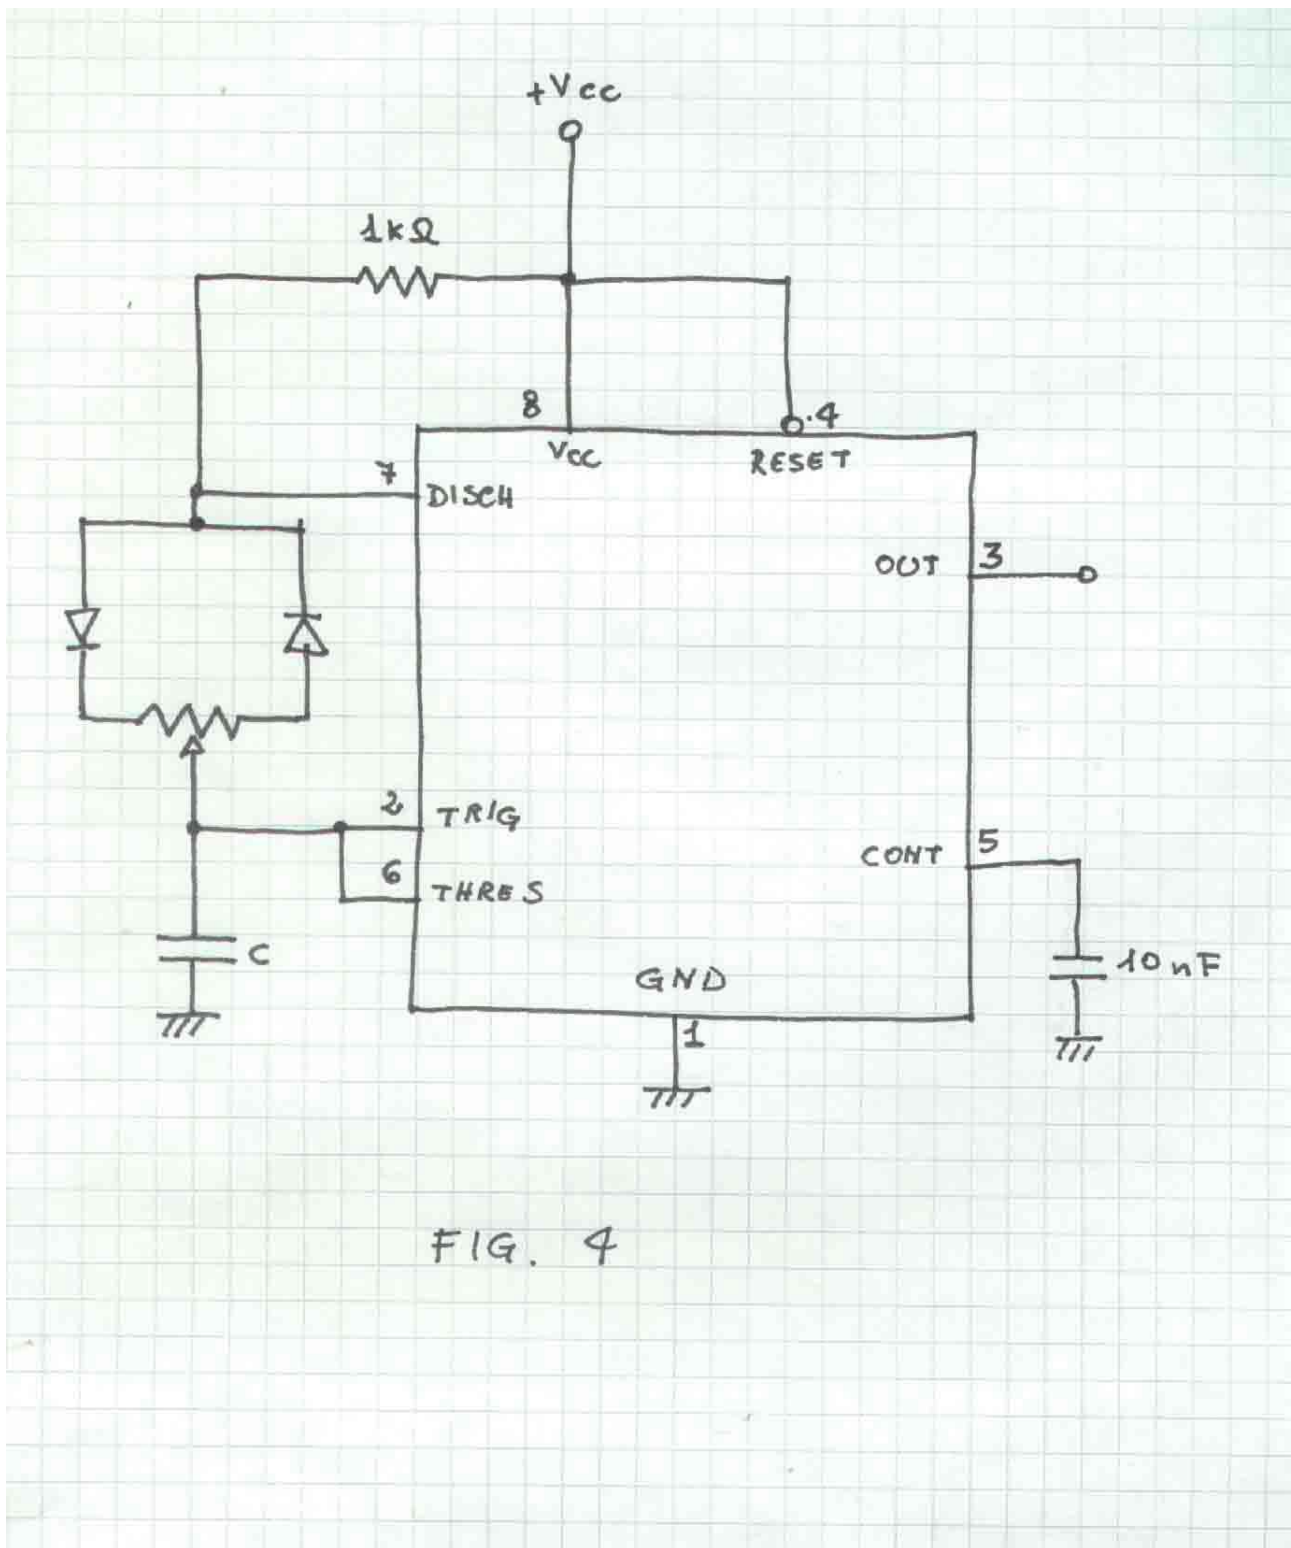 +Vcc
1kΩ
8
.4
Vcc
RESET
7
DISCH
OUT
3
2
TRIG
CONT
5
6
THRES
C
10nF
GND
1
FIG. 4